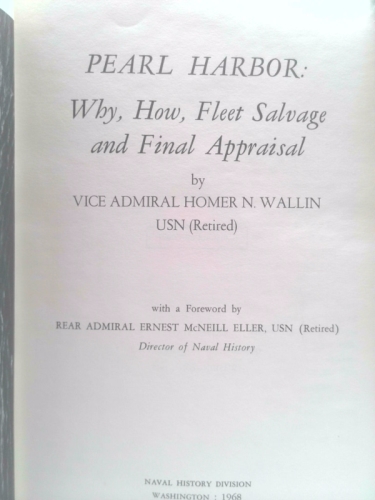 PEARL HARBOR:
Why, How, Fleet Salvage
and Final Appraisal
by
VICE ADMIRAL HOMER N. WALLIN
USN (Retired)
with a Foreword by
REAR ADMIRAL ERNEST McNEILL ELLER, USN (Retired)
Director of Naval History
NAVAL HISTORY DIVISION
WASHINGTON : 1968